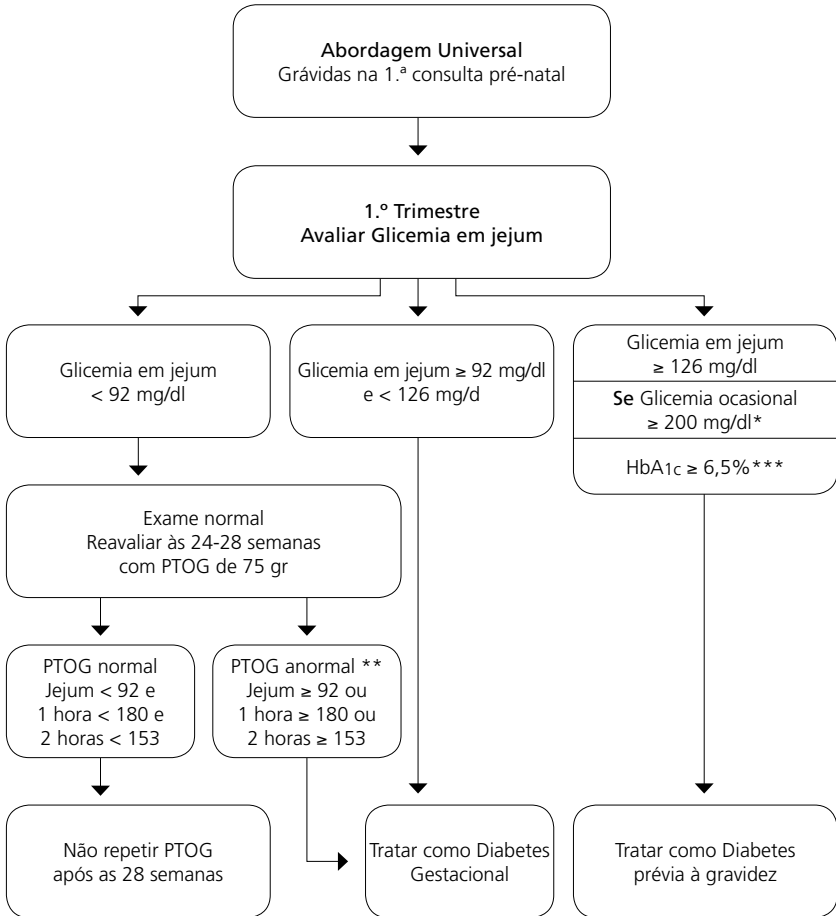 Abordagem Universal
Grávidas na 1.ª consulta pré-natal
1.º Trimestre
Avaliar Glicemia em jejum
Glicemia em jejum
< 92 mg/dl
Glicemia em jejum ≥ 92 mg/dl
e < 126 mg/d
Glicemia em jejum
≥ 126 mg/dl
Se Glicemia ocasional
≥ 200 mg/dl*
HbA1c ≥ 6,5%***
Exame normal
Reavaliar às 24-28 semanas
com PTOG de 75 gr
PTOG normal
Jejum < 92 e
1 hora < 180 e
2 horas < 153
PTOG anormal **
Jejum ≥ 92 ou
1 hora ≥ 180 ou
2 horas ≥ 153
Não repetir PTOG
após as 28 semanas
Tratar como Diabetes
Gestacional
Tratar como Diabetes
prévia à gravidez